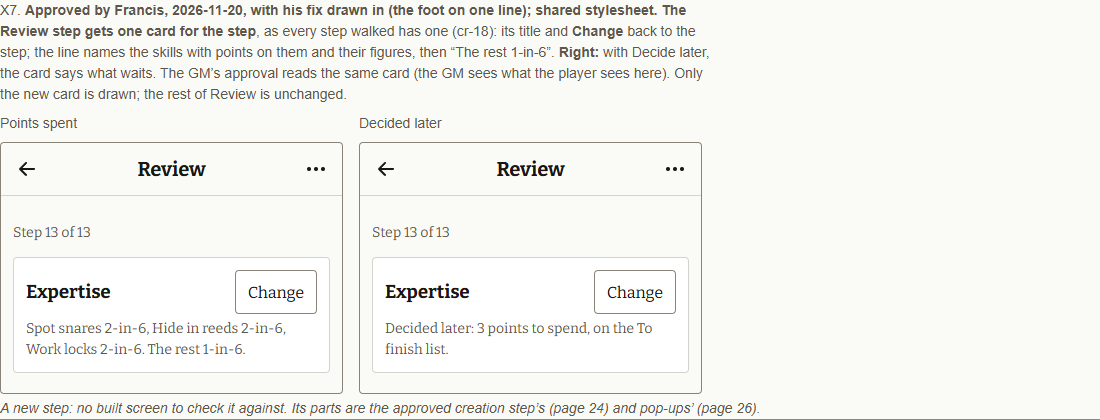 X7. Approved by Francis, 2026-11-20, with his fix drawn in (the foot on one line); shared stylesheet. The
Review step gets one card for the step, as every step walked has one (cr-18): its title and Change back to the
step; the line names the skills with points on them and their figures, then “The rest 1-in-6”. Right: with Decide later,
the card says what waits. The GM’s approval reads the same card (the GM sees what the player sees here). Only
the new card is drawn; the rest of Review is unchanged.
Points spent
Review
Step 13 of 13
Expertise
Change
Spot snares 2-in-6, Hide in reeds 2-in-6,
Work locks 2-in-6. The rest 1-in-6.
Decided later
Review
Step 13 of 13
Expertise
Change
Decided later: 3 points to spend, on the To
finish list.
A new step: no built screen to check it against. Its parts are the approved creation step’s (page 24) and pop-ups’ (page 26).